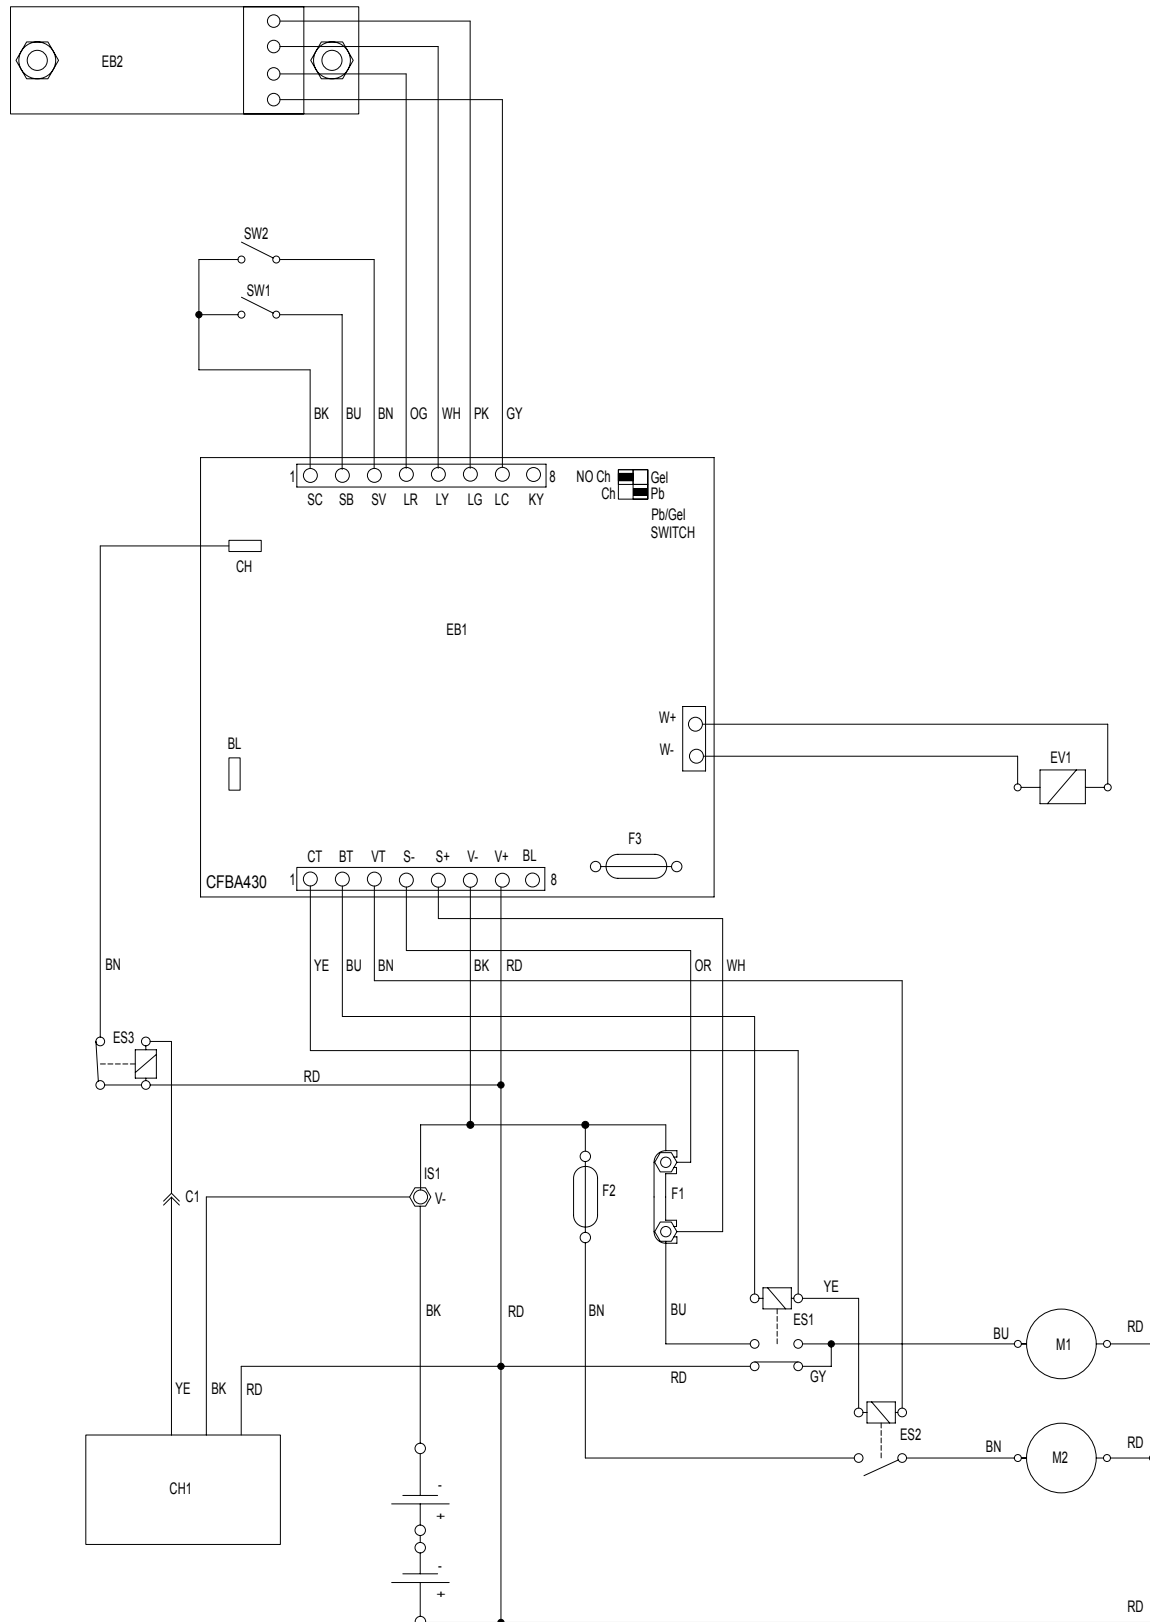 EB2
SW2
SW1
BK BU BN OG WH PK GY
1 8
SC SB SV LR LY LG LC KY
NO Ch Gel
Ch Pb
Pb/Gel
SWITCH
CH
EB1
W+
W-
EV1
BL
F3
CT BT VT S- S+ V- V+ BL
CFBA430 1 8
BN YE BU BN BK RD OR WH
ES3
RD
IS1
C1 V- F2 F1
YE
BK RD BN BU ES1
BU M1 RD
YE BK RD RD GY
ES2
BN M2 RD
CH1
-
+
-
+
RD